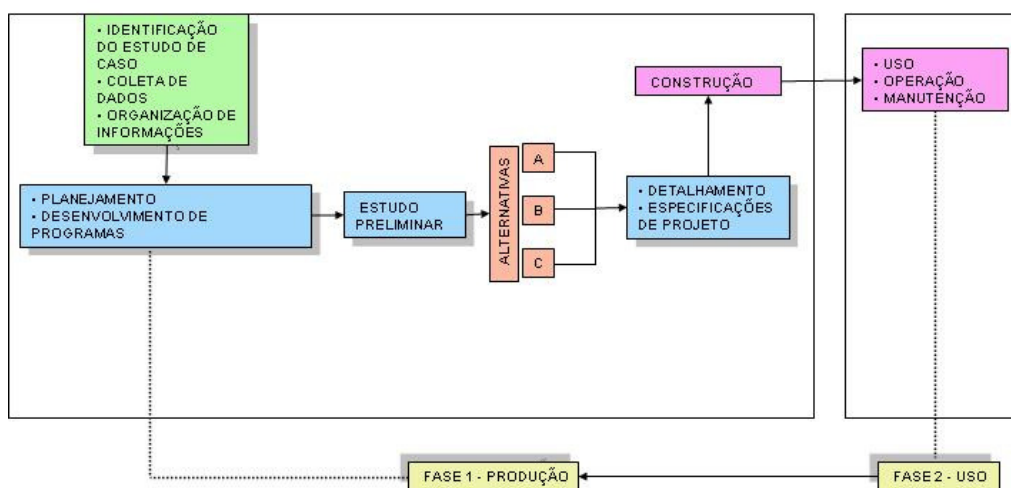 • IDENTIFICAÇÃO
DO ESTUDO DE
CASO
• COLETA DE
DADOS
• ORGANIZAÇÃO DE
INFORMAÇÕES
• PLANEJAMENTO
• DESENVOLVIMENTO DE
PROGRAMAS
ESTUDO
PRELIMINAR
ALTERNATIVAS
A
B
C
• DETALHAMENTO
• ESPECIFICAÇÕES
DE PROJETO
CONSTRUÇÃO
• USO
• OPERAÇÃO
• MANUTENÇÃO
FASE 1 - PRODUÇÃO
FASE 2 - USO